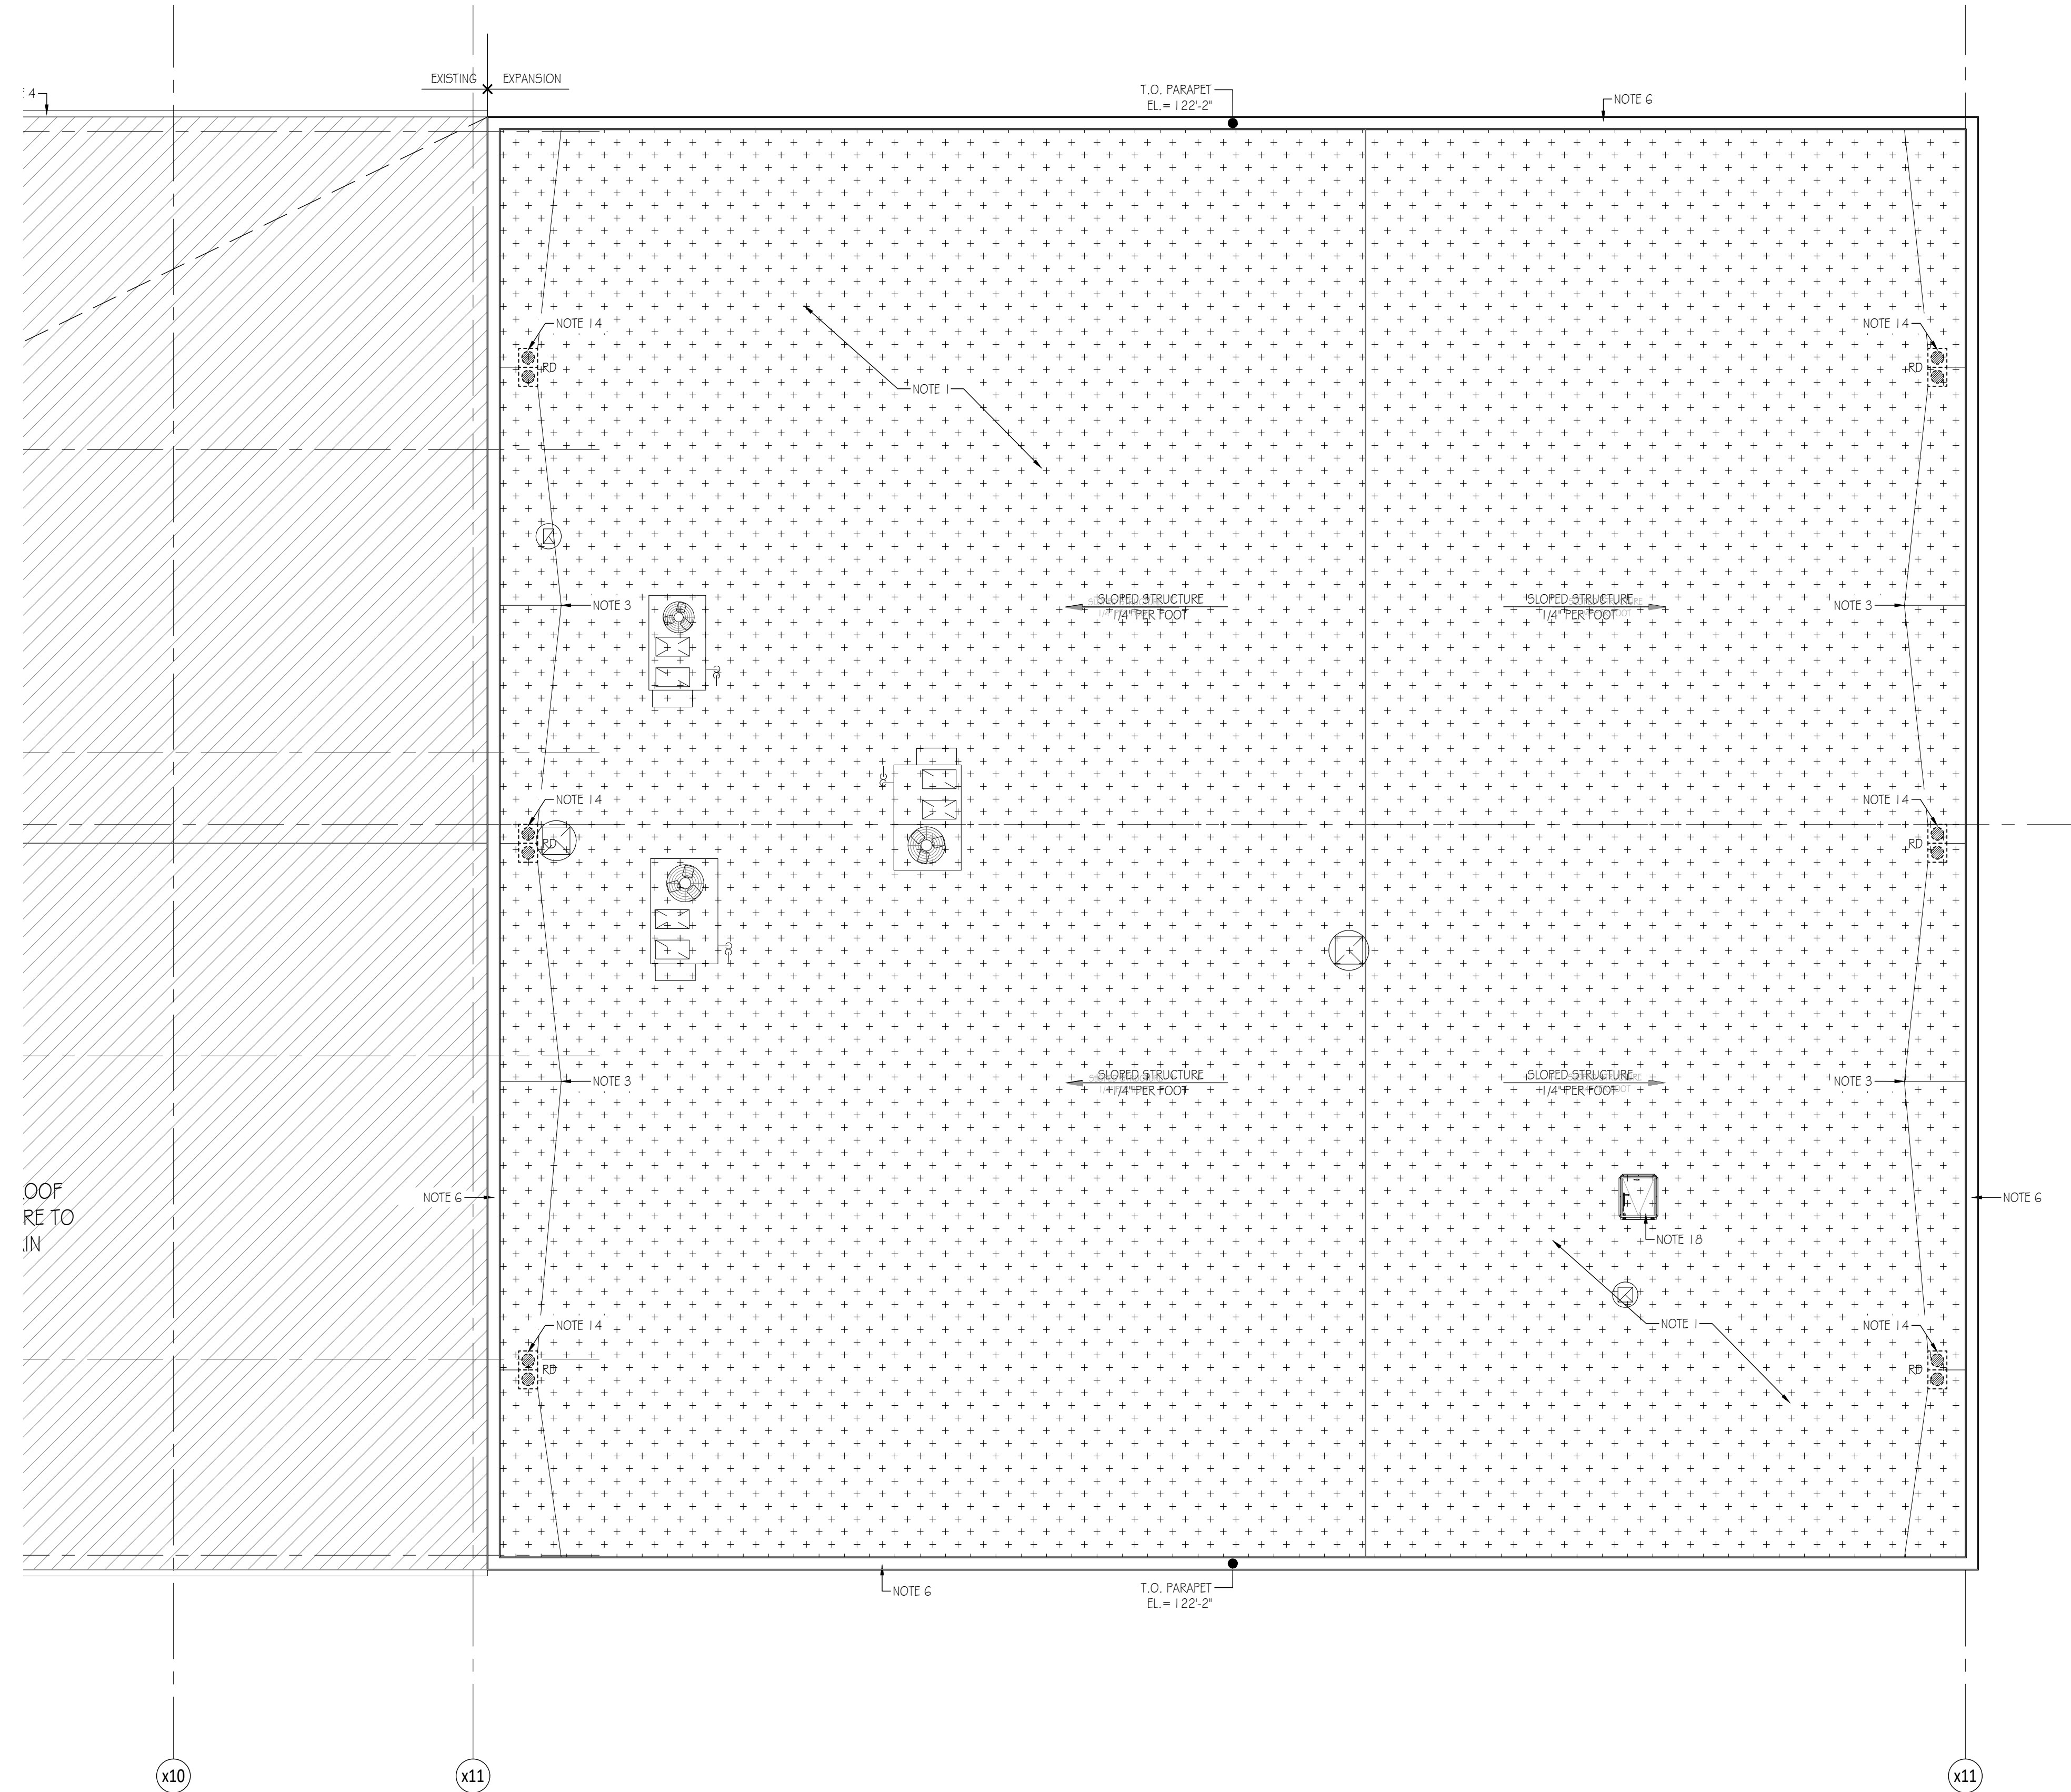 EXISTING
EXPANSION
4
T.O. PARAPET
EL.= 122'-2"
NOTE 6
NOTE 14
RD
NOTE 14
RD
NOTE 1
NOTE 3
SLOPED STRUCTURE
1/4" PER FOOT
SLOPED STRUCTURE
1/4" PER FOOT
NOTE 3
NOTE 14
RD
NOTE 14
RD
NOTE 3
SLOPED STRUCTURE
1/4" PER FOOT
SLOPED STRUCTURE
1/4" PER FOOT
NOTE 3
OOF
RE TO
IN
NOTE 6
NOTE 6
NOTE 18
NOTE 1
NOTE 14
RD
NOTE 14
RD
NOTE 6
T.O. PARAPET
EL.= 122'-2"
x10
x11
x11